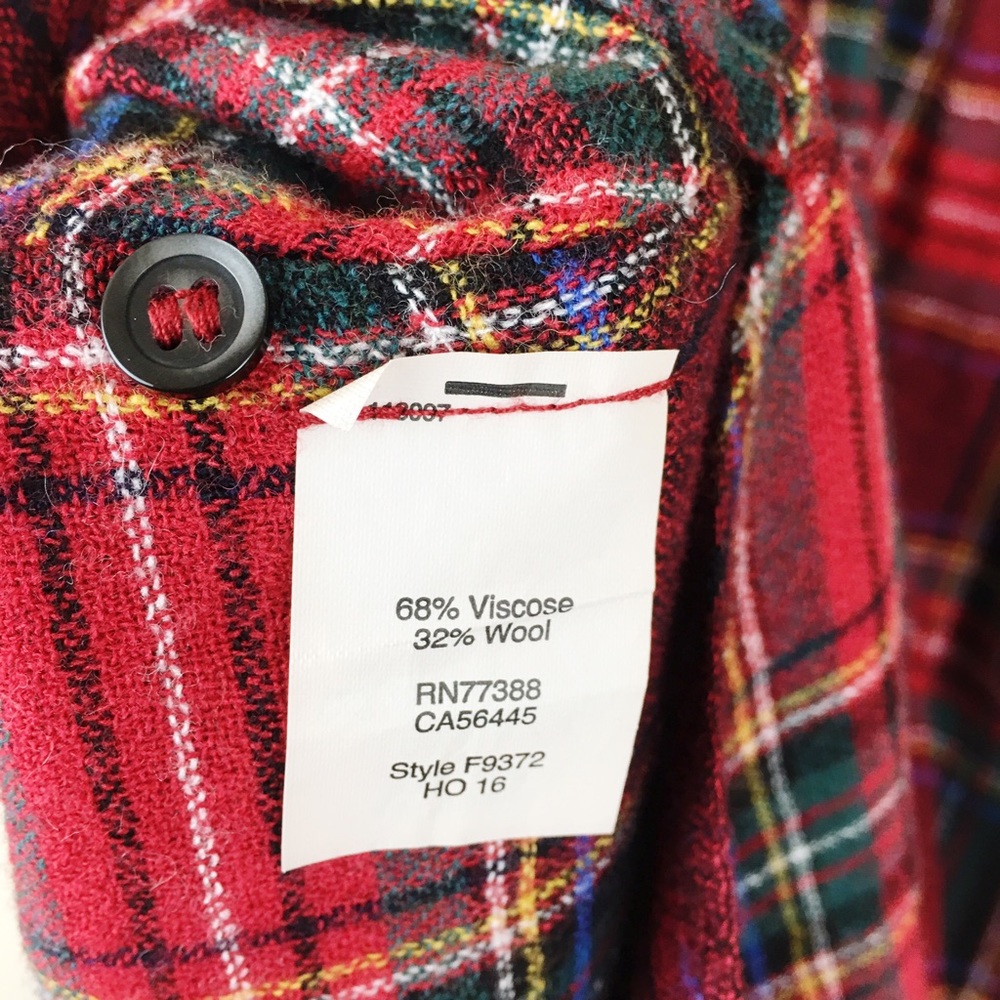 68% Viscose
32% Wool
RN77388
CA56445
Style F9372
HO 16